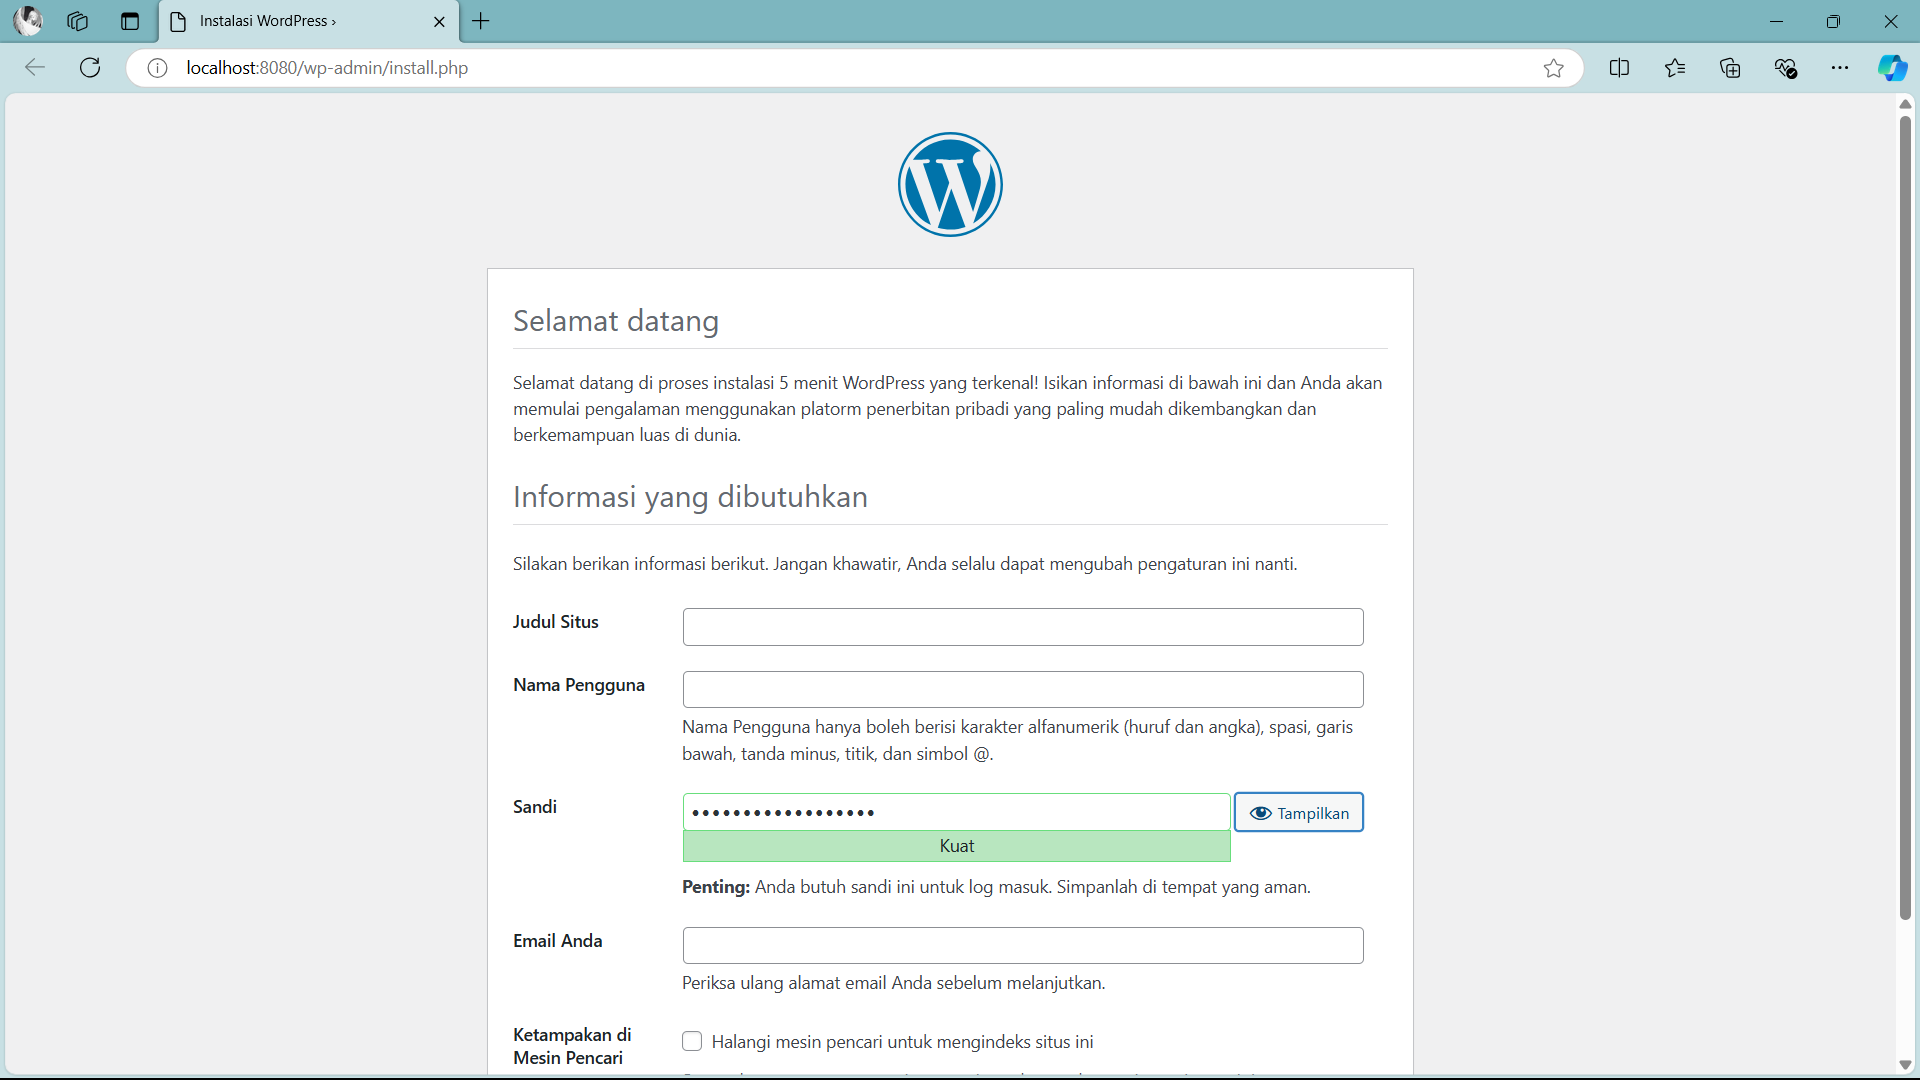 Instalasi WordPress ›
localhost:8080/wp-admin/install.php
Selamat datang
Selamat datang di proses instalasi 5 menit WordPress yang terkenal! Isikan informasi di bawah ini dan Anda akan
memulai pengalaman menggunakan platorm penerbitan pribadi yang paling mudah dikembangkan dan
berkemampuan luas di dunia.
Informasi yang dibutuhkan
Silakan berikan informasi berikut. Jangan khawatir, Anda selalu dapat mengubah pengaturan ini nanti.
Judul Situs
Nama Pengguna
Nama Pengguna hanya boleh berisi karakter alfanumerik (huruf dan angka), spasi, garis
bawah, tanda minus, titik, dan simbol @.
Sandi
Tampilkan
Kuat
Penting: Anda butuh sandi ini untuk log masuk. Simpanlah di tempat yang aman.
Email Anda
Periksa ulang alamat email Anda sebelum melanjutkan.
Ketampakan di
Mesin Pencari
Halangi mesin pencari untuk mengindeks situs ini